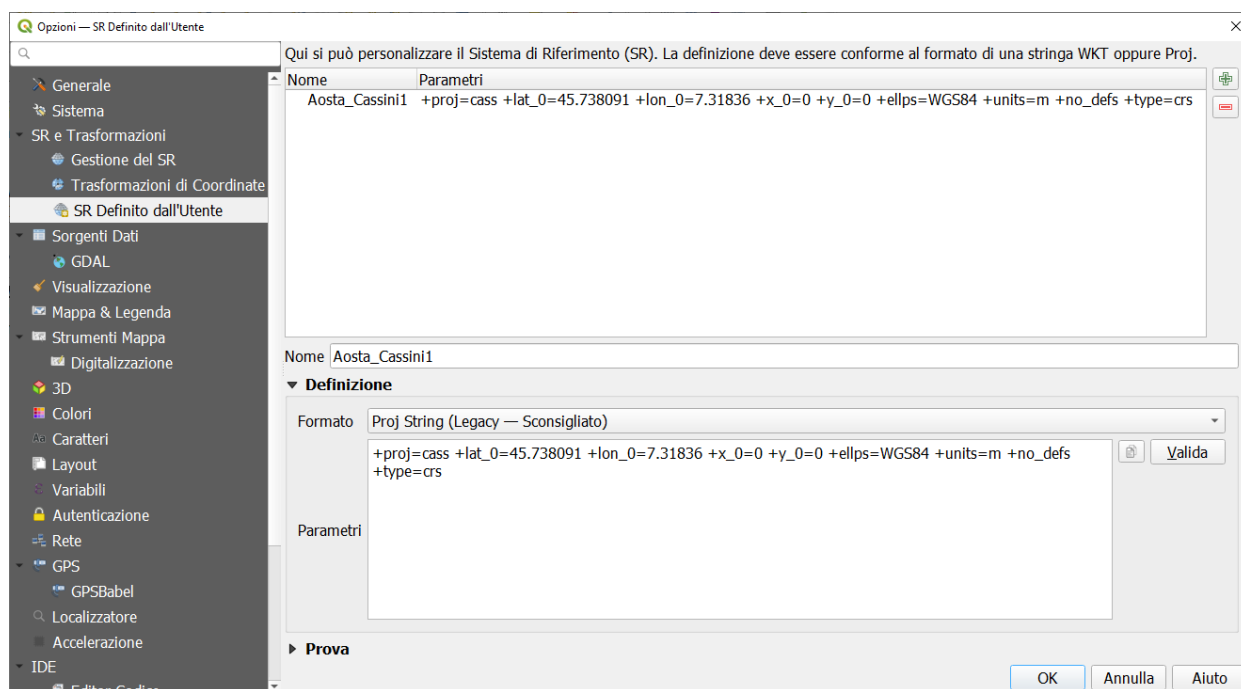 Opzioni — SR Definito dall'Utente
Qui si può personalizzare il Sistema di Riferimento (SR). La definizione deve essere conforme al formato di una stringa WKT oppure Proj.
Generale
Sistema
SR e Trasformazioni
Gestione del SR
Trasformazioni di Coordinate
SR Definito dall'Utente
Sorgenti Dati
GDAL
Visualizzazione
Mappa & Legenda
Strumenti Mappa
Digitalizzazione
3D
Colori
Caratteri
Layout
Variabili
Autenticazione
Rete
GPS
GPSBabel
Localizzatore
Accelerazione
IDE
Editor Codice
Nome Parametri
Aosta_Cassini1 +proj=cass +lat_0=45.738091 +lon_0=7.31836 +x_0=0 +y_0=0 +ellps=WGS84 +units=m +no_defs +type=crs
Nome Aosta_Cassini1
Definizione
Formato Proj String (Legacy — Sconsigliato)
Parametri
+proj=cass +lat_0=45.738091 +lon_0=7.31836 +x_0=0 +y_0=0 +ellps=WGS84 +units=m +no_defs
+type=crs
Valida
Prova
OK Annulla Aiuto